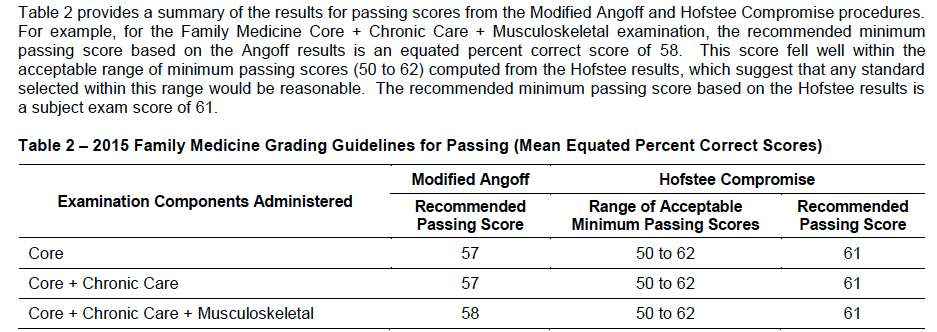 Table 2 provides a summary of the results for passing scores from the Modified Angoff and Hofstee Compromise procedures.
For example, for the Family Medicine Core + Chronic Care + Musculoskeletal examination, the recommended minimum
passing score based on the Angoff results is an equated percent correct score of 58. This score fell well within the
acceptable range of minimum passing scores (50 to 62) computed from the Hofstee results, which suggest that any standard
selected within this range would be reasonable. The recommended minimum passing score based on the Hofstee results is
a subject exam score of 61.
Table 2 – 2015 Family Medicine Grading Guidelines for Passing (Mean Equated Percent Correct Scores)
Examination Components Administered
Modified Angoff
Hofstee Compromise
Recommended
Passing Score
Range of Acceptable
Minimum Passing Scores
Recommended
Passing Score
Core 57 50 to 62 61
Core + Chronic Care 57 50 to 62 61
Core + Chronic Care + Musculoskeletal 58 50 to 62 61